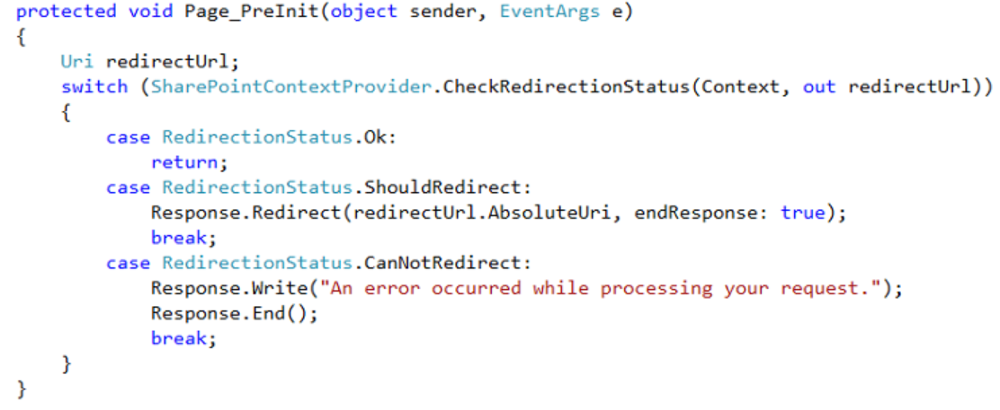 protected void Page_PreInit(object sender, EventArgs e)
{
    Uri redirectUrl;
    switch (SharePointContextProvider.CheckRedirectionStatus(Context, out redirectUrl))
    {
        case RedirectionStatus.Ok:
            return;
        case RedirectionStatus.ShouldRedirect:
            Response.Redirect(redirectUrl.AbsoluteUri, endResponse: true);
            break;
        case RedirectionStatus.CanNotRedirect:
            Response.Write("An error occurred while processing your request.");
            Response.End();
            break;
    }
}